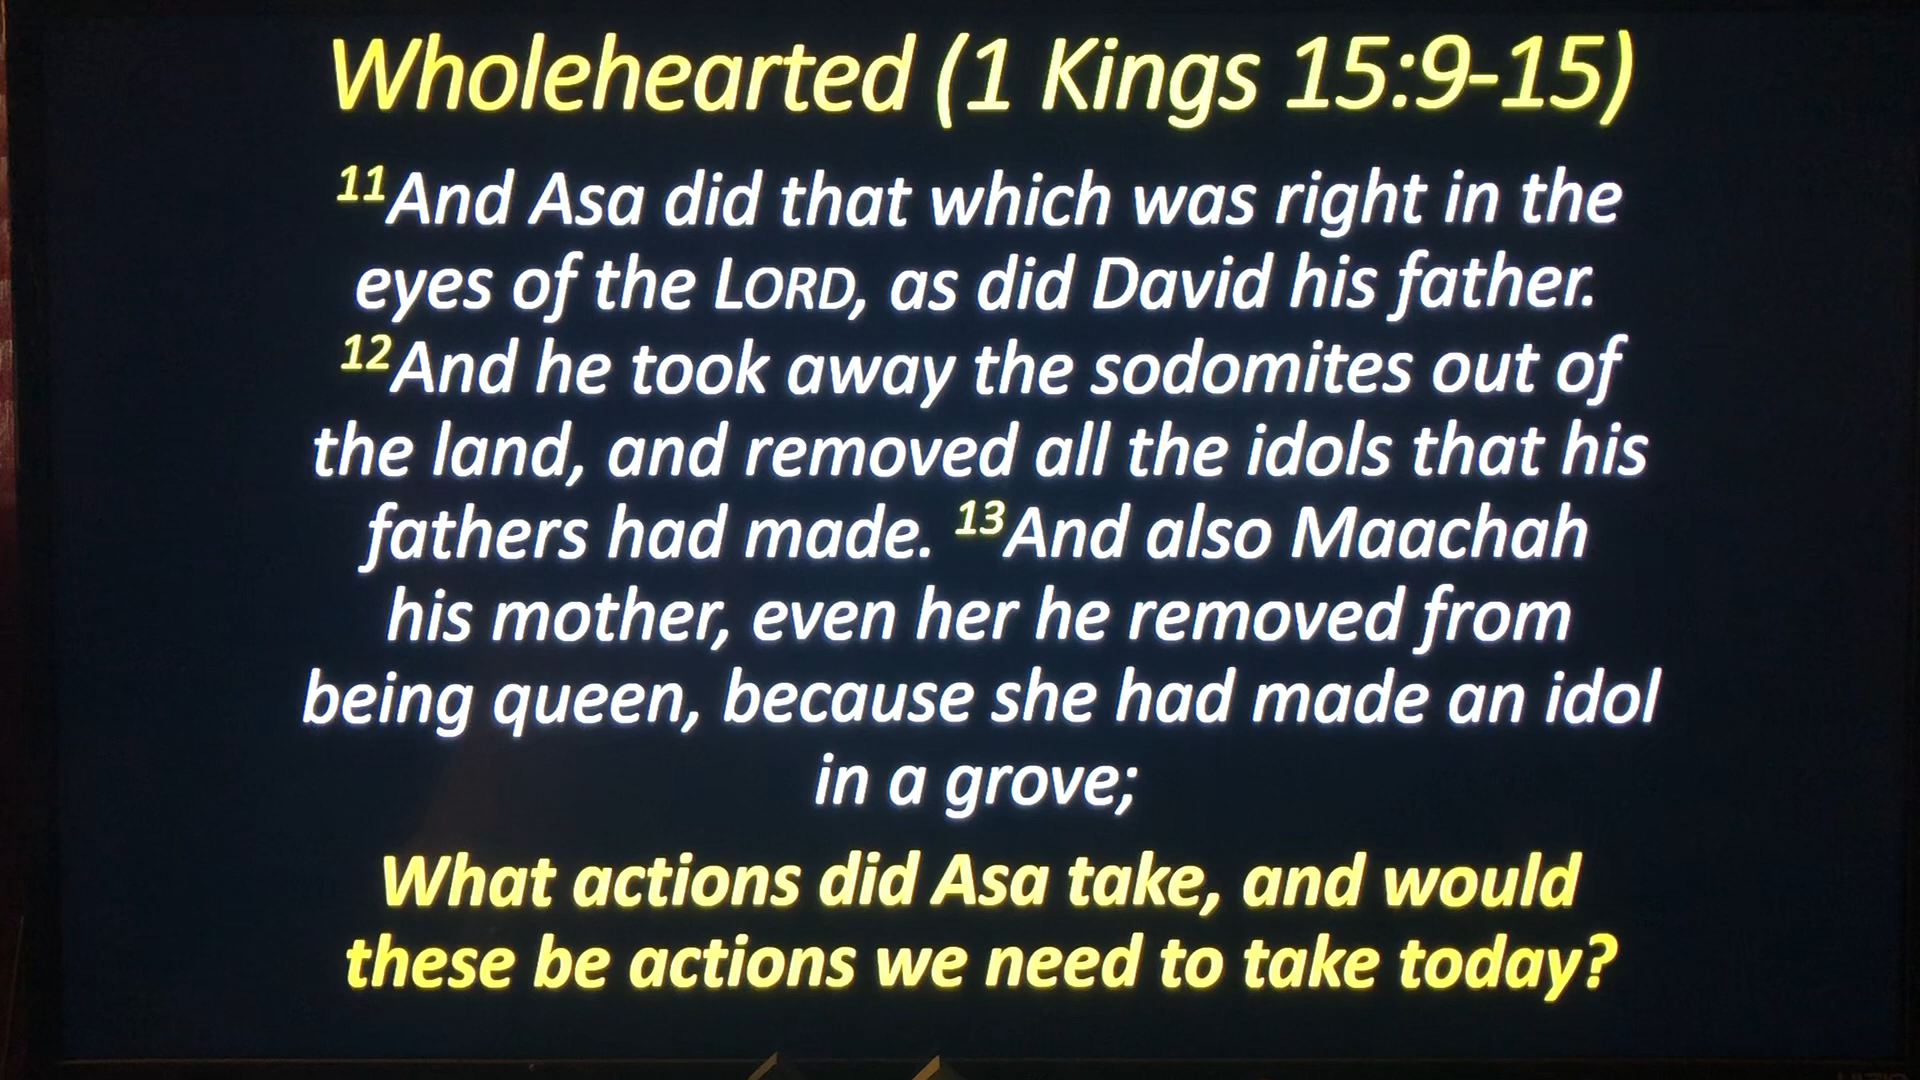 Wholehearted (1 Kings 15:9-15)
11And Asa did that which was right in the
eyes of the LORD, as did David his father.
12And he took away the sodomites out of
the land, and removed all the idols that his
fathers had made. 13And also Maachah
his mother, even her he removed from
being queen, because she had made an idol
in a grove;
What actions did Asa take, and would
these be actions we need to take today?